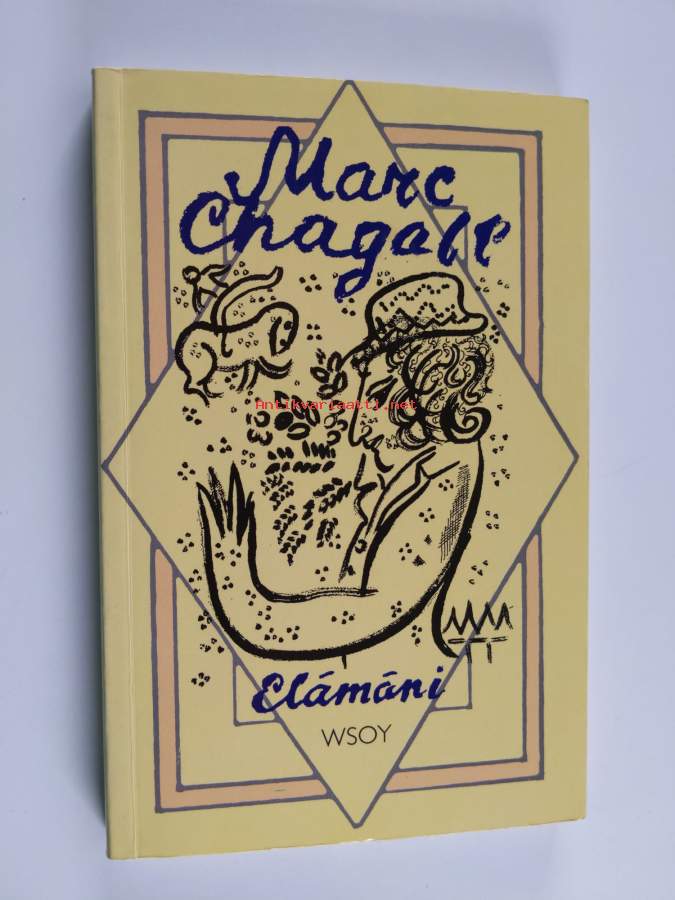 Marc
Chagall
Antikvariaatti.net
Elämäni
WSOY